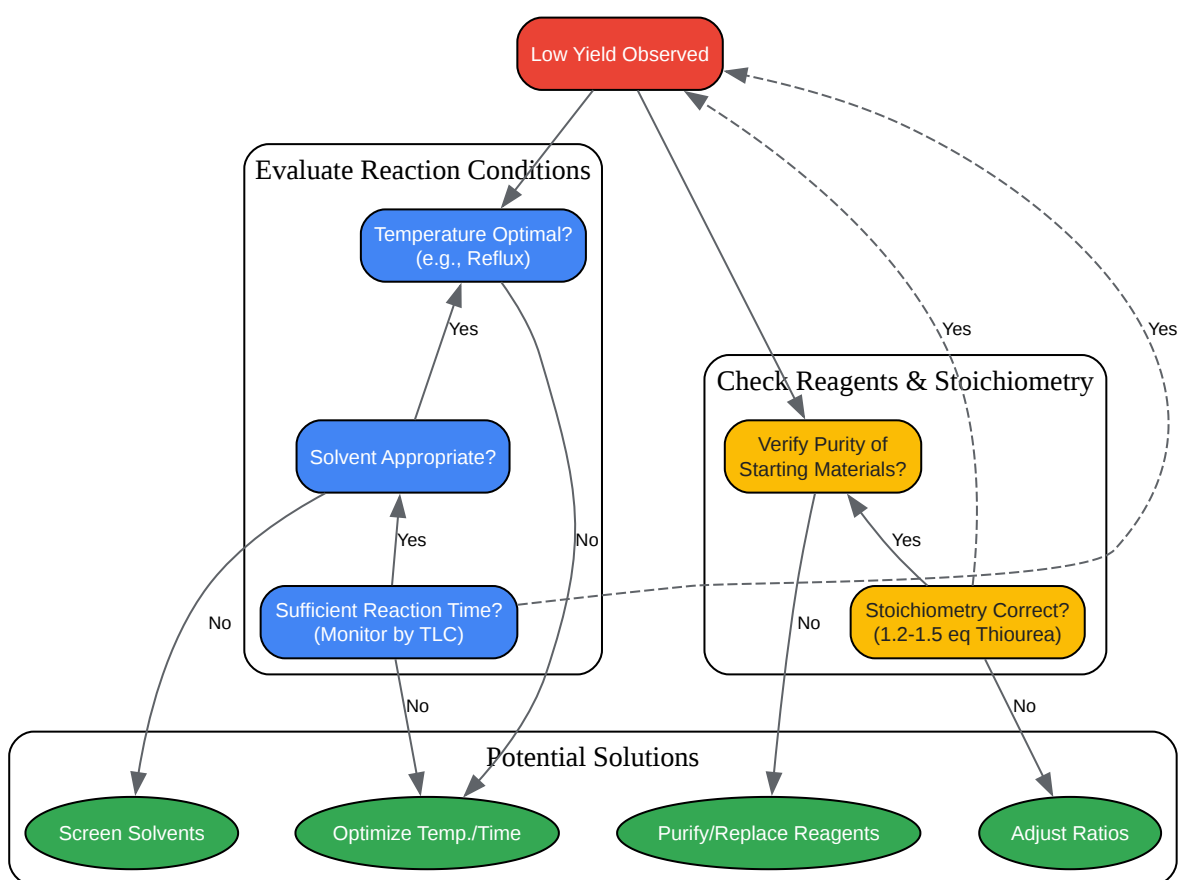 Low Yield Observed
Evaluate Reaction Conditions
Temperature Optimal?
(e.g., Reflux)
Yes
Yes
Yes
Check Reagents & Stoichiometry
Solvent Appropriate?
Verify Purity of
Starting Materials?
Yes
No
Yes
Sufficient Reaction Time?
(Monitor by TLC)
Stoichiometry Correct?
(1.2-1.5 eq Thiourea)
No
No
No
No
Potential Solutions
Screen Solvents
Optimize Temp./Time
Purify/Replace Reagents
Adjust Ratios